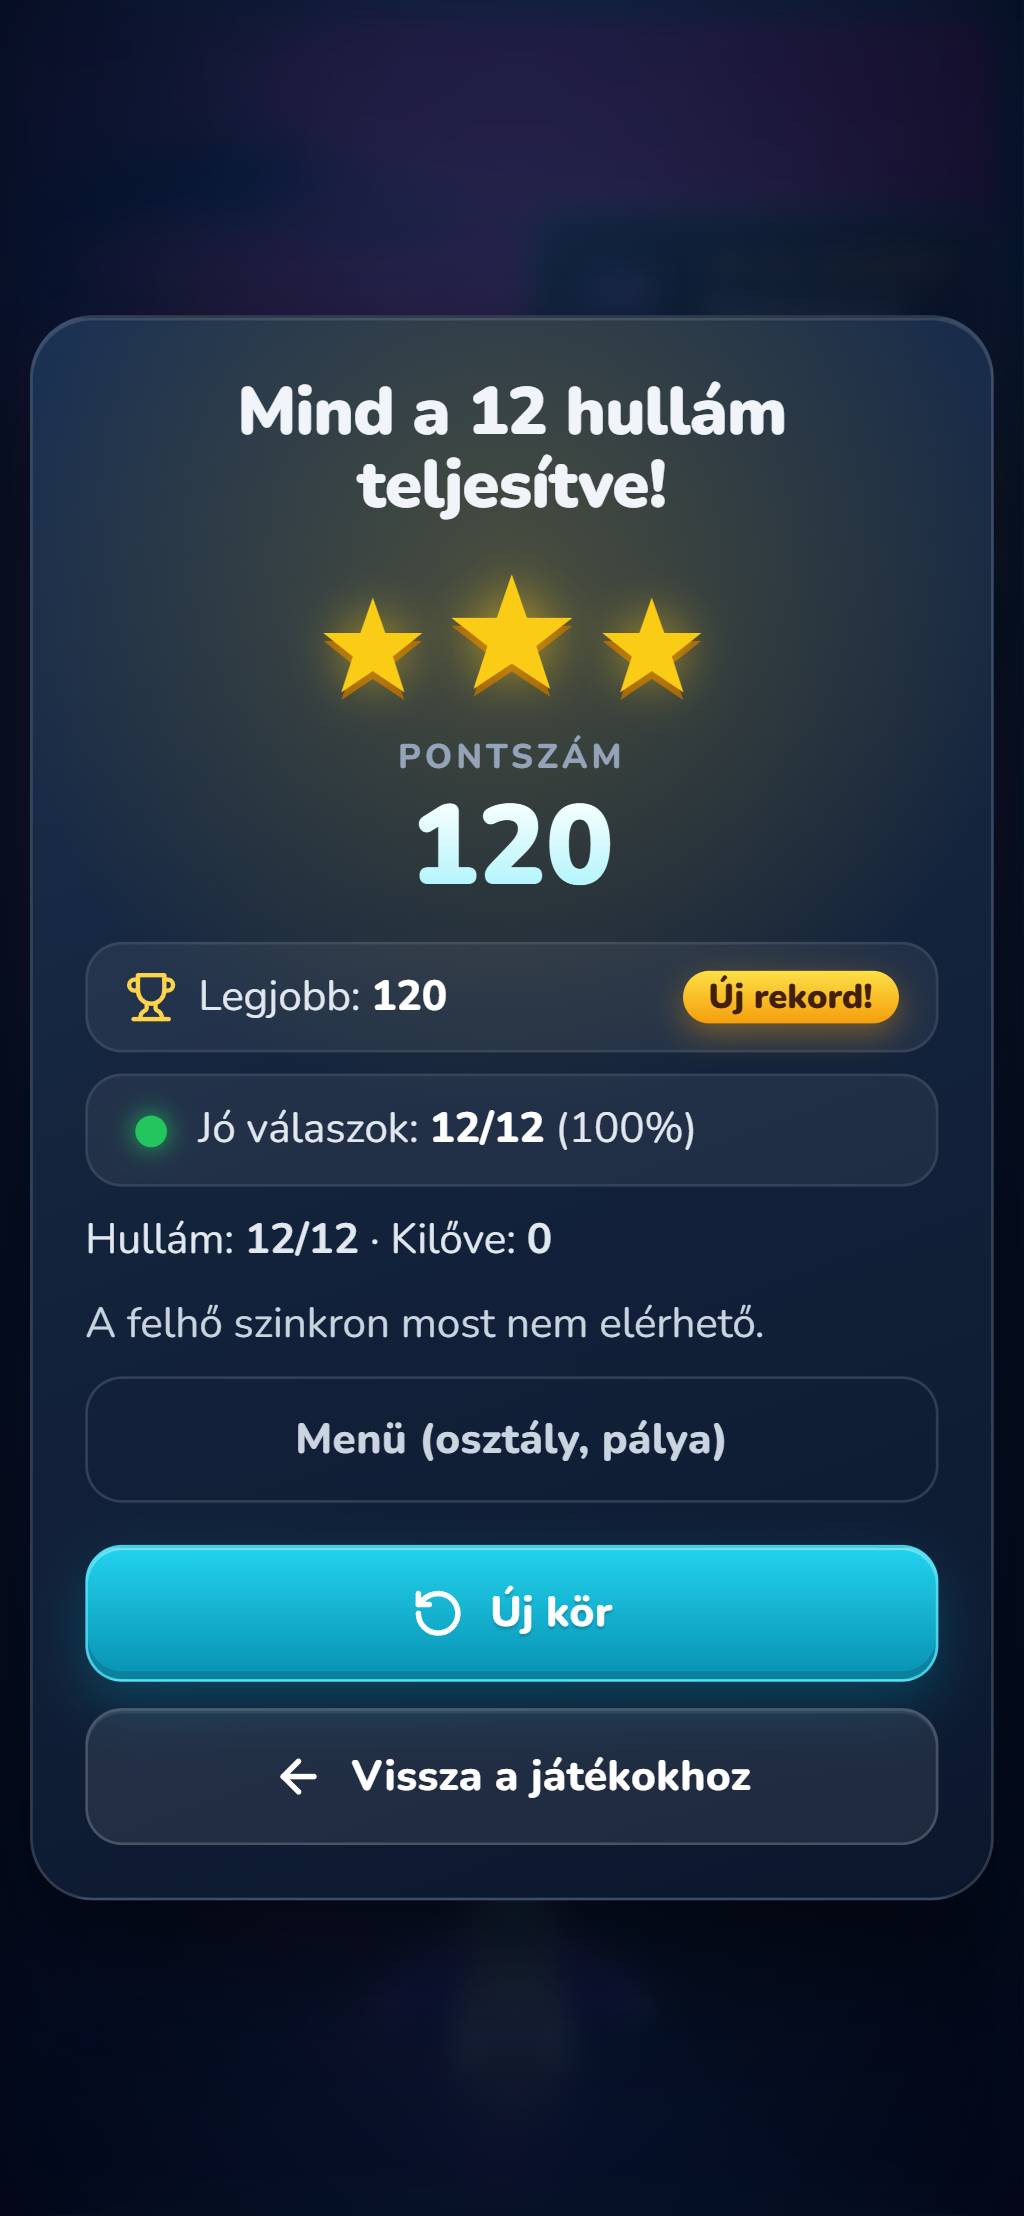 Mind a 12 hullám
teljesítve!
PONTSZÁM
120
Legjobb: 120
Új rekord!
Jó válaszok: 12/12 (100%)
Hullám: 12/12 · Kilőve: 0
A felhő szinkron most nem elérhető.
Menü (osztály, pálya)
Új kör
Vissza a játékokhoz